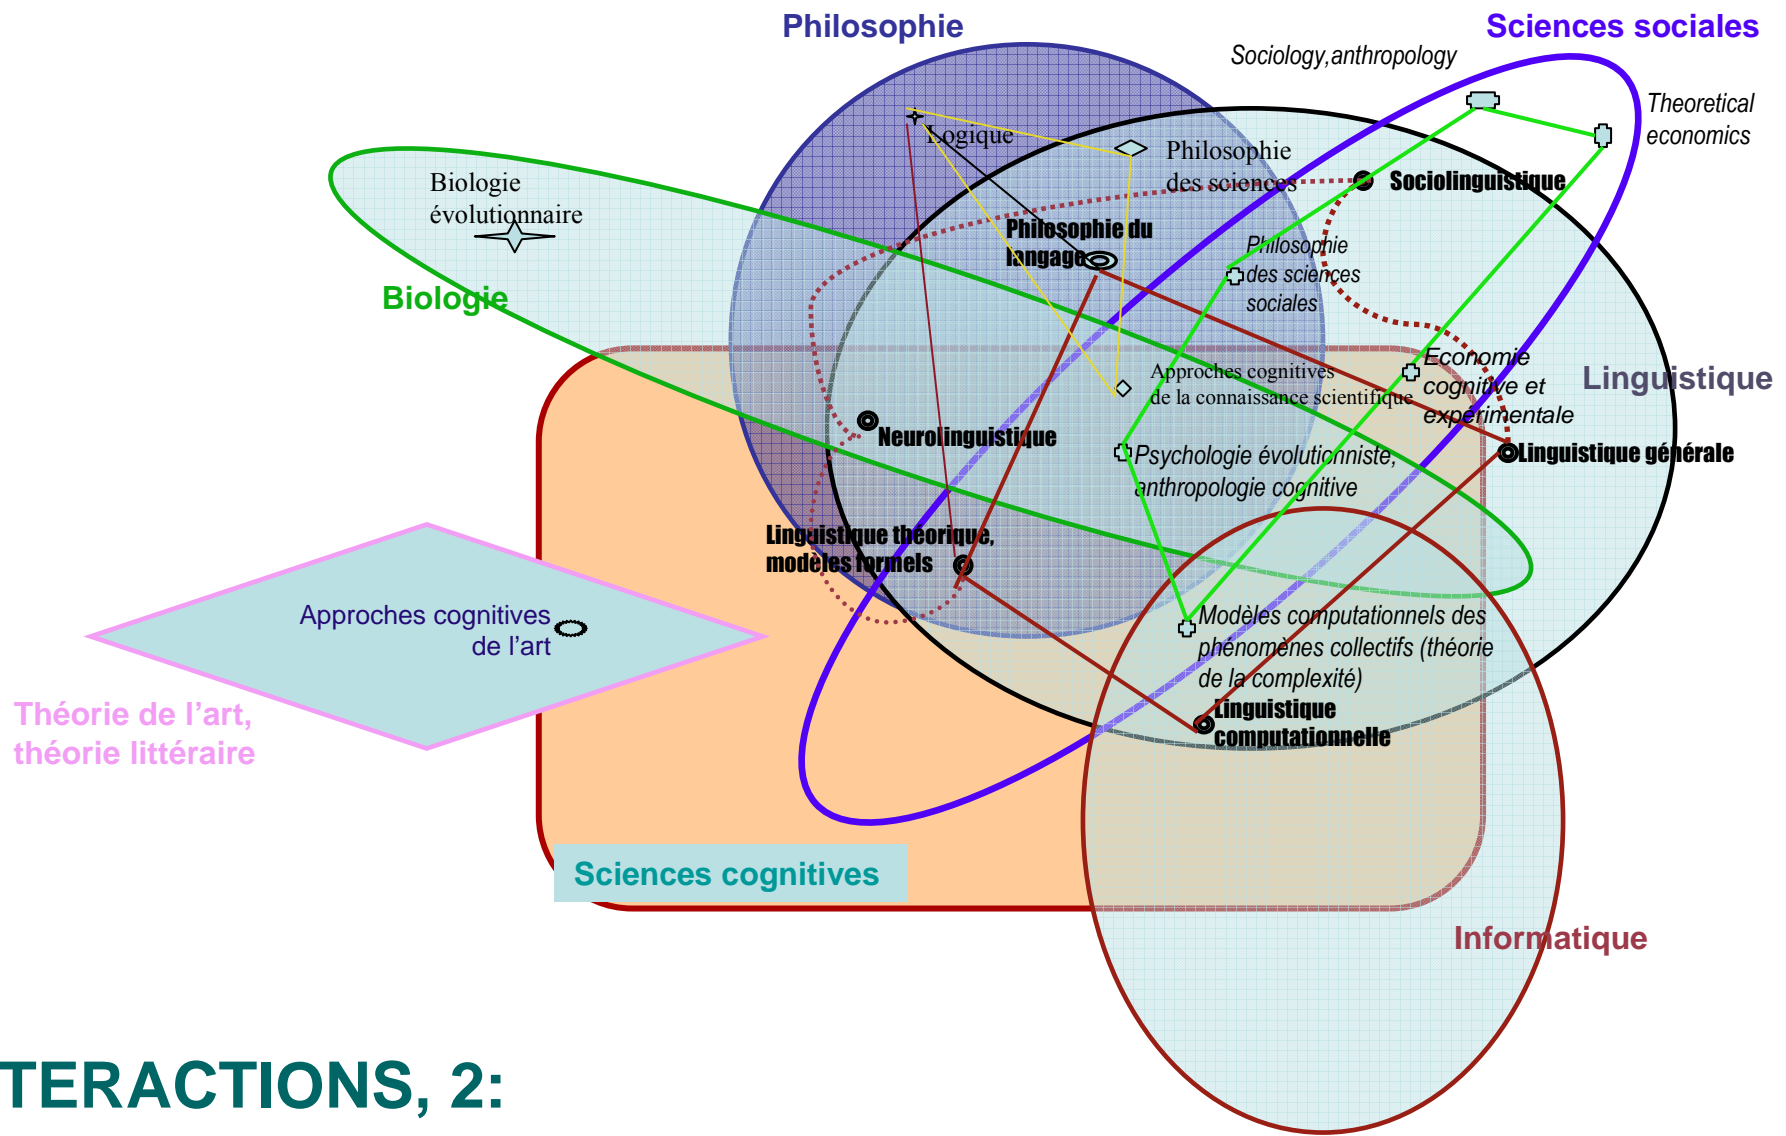 Philosophie
Sciences sociales
Sociology,anthropology
Theoretical
economics
Logique
Philosophie
des sciences
Sociolinguistique
Biologie
évolutionnaire
Philosophie du
langage
Philosophie
des sciences
sociales
Biologie
Economie
cognitive et
expérimentale
Linguistique
Approches cognitives
de la connaissance scientifique
Neurolinguistique
Linguistique générale
Psychologie évolutionniste,
anthropologie cognitive
Linguistique théorique,
modèles formels
Approches cognitives
de l’art
Modèles computationnels des
phénomènes collectifs (théorie
de la complexité)
Linguistique
computationnelle
Théorie de l’art,
théorie littéraire
Sciences cognitives
Informatique
TERACTIONS, 2: